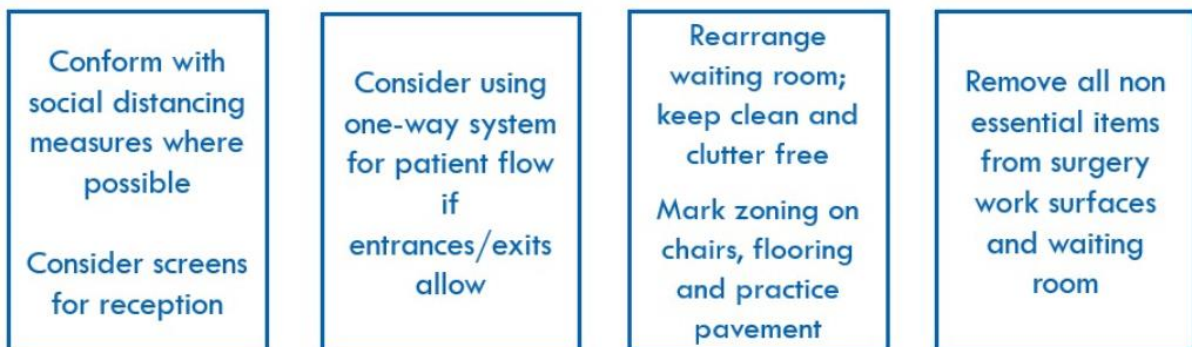 Conform with
social distancing
measures where
possible
Consider screens
for reception
Consider using
one-way system
for patient flow
if
entrances/exits
allow
Rearrange
waiting room;
keep clean and
clutter free
Mark zoning on
chairs, flooring
and practice
pavement
Remove all non
essential items
from surgery
work surfaces
and waiting
room